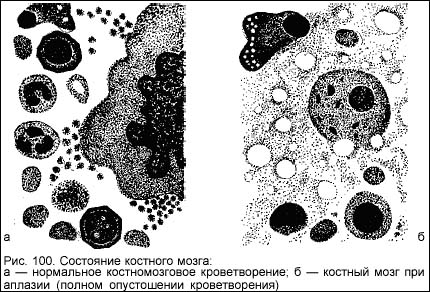 а
б
Рис. 100. Состояние костного мозга:
а — нормальное костномозговое кроветворение; б — костный мозг при
аплазии (полном опустошении кроветворения)